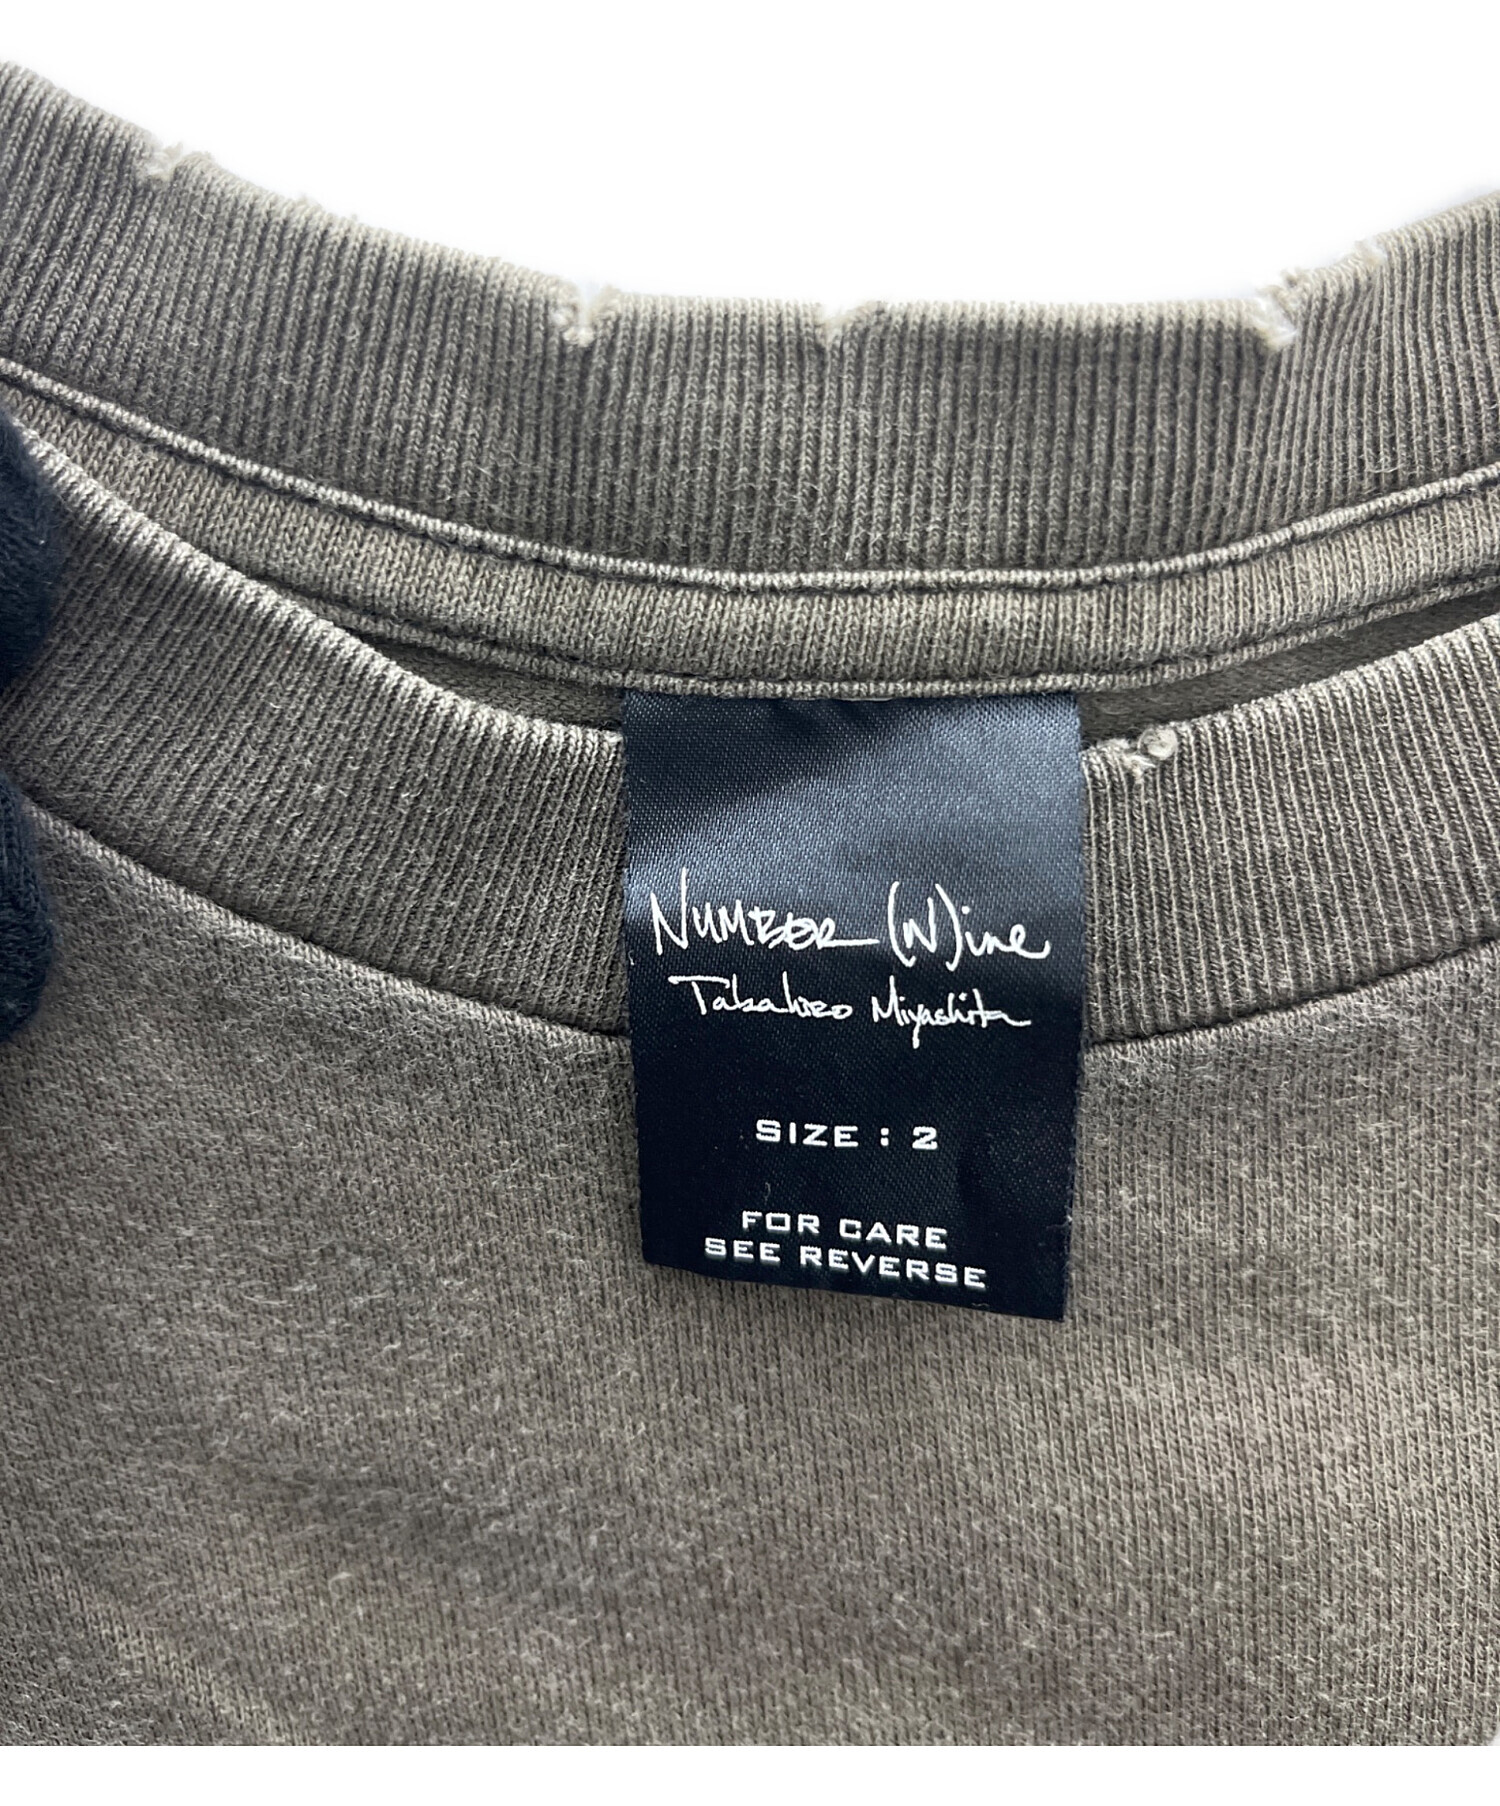 NUMBER (N)ine
Takahiro Miyashita
SIZE : 2
FOR CARE
SEE REVERSE